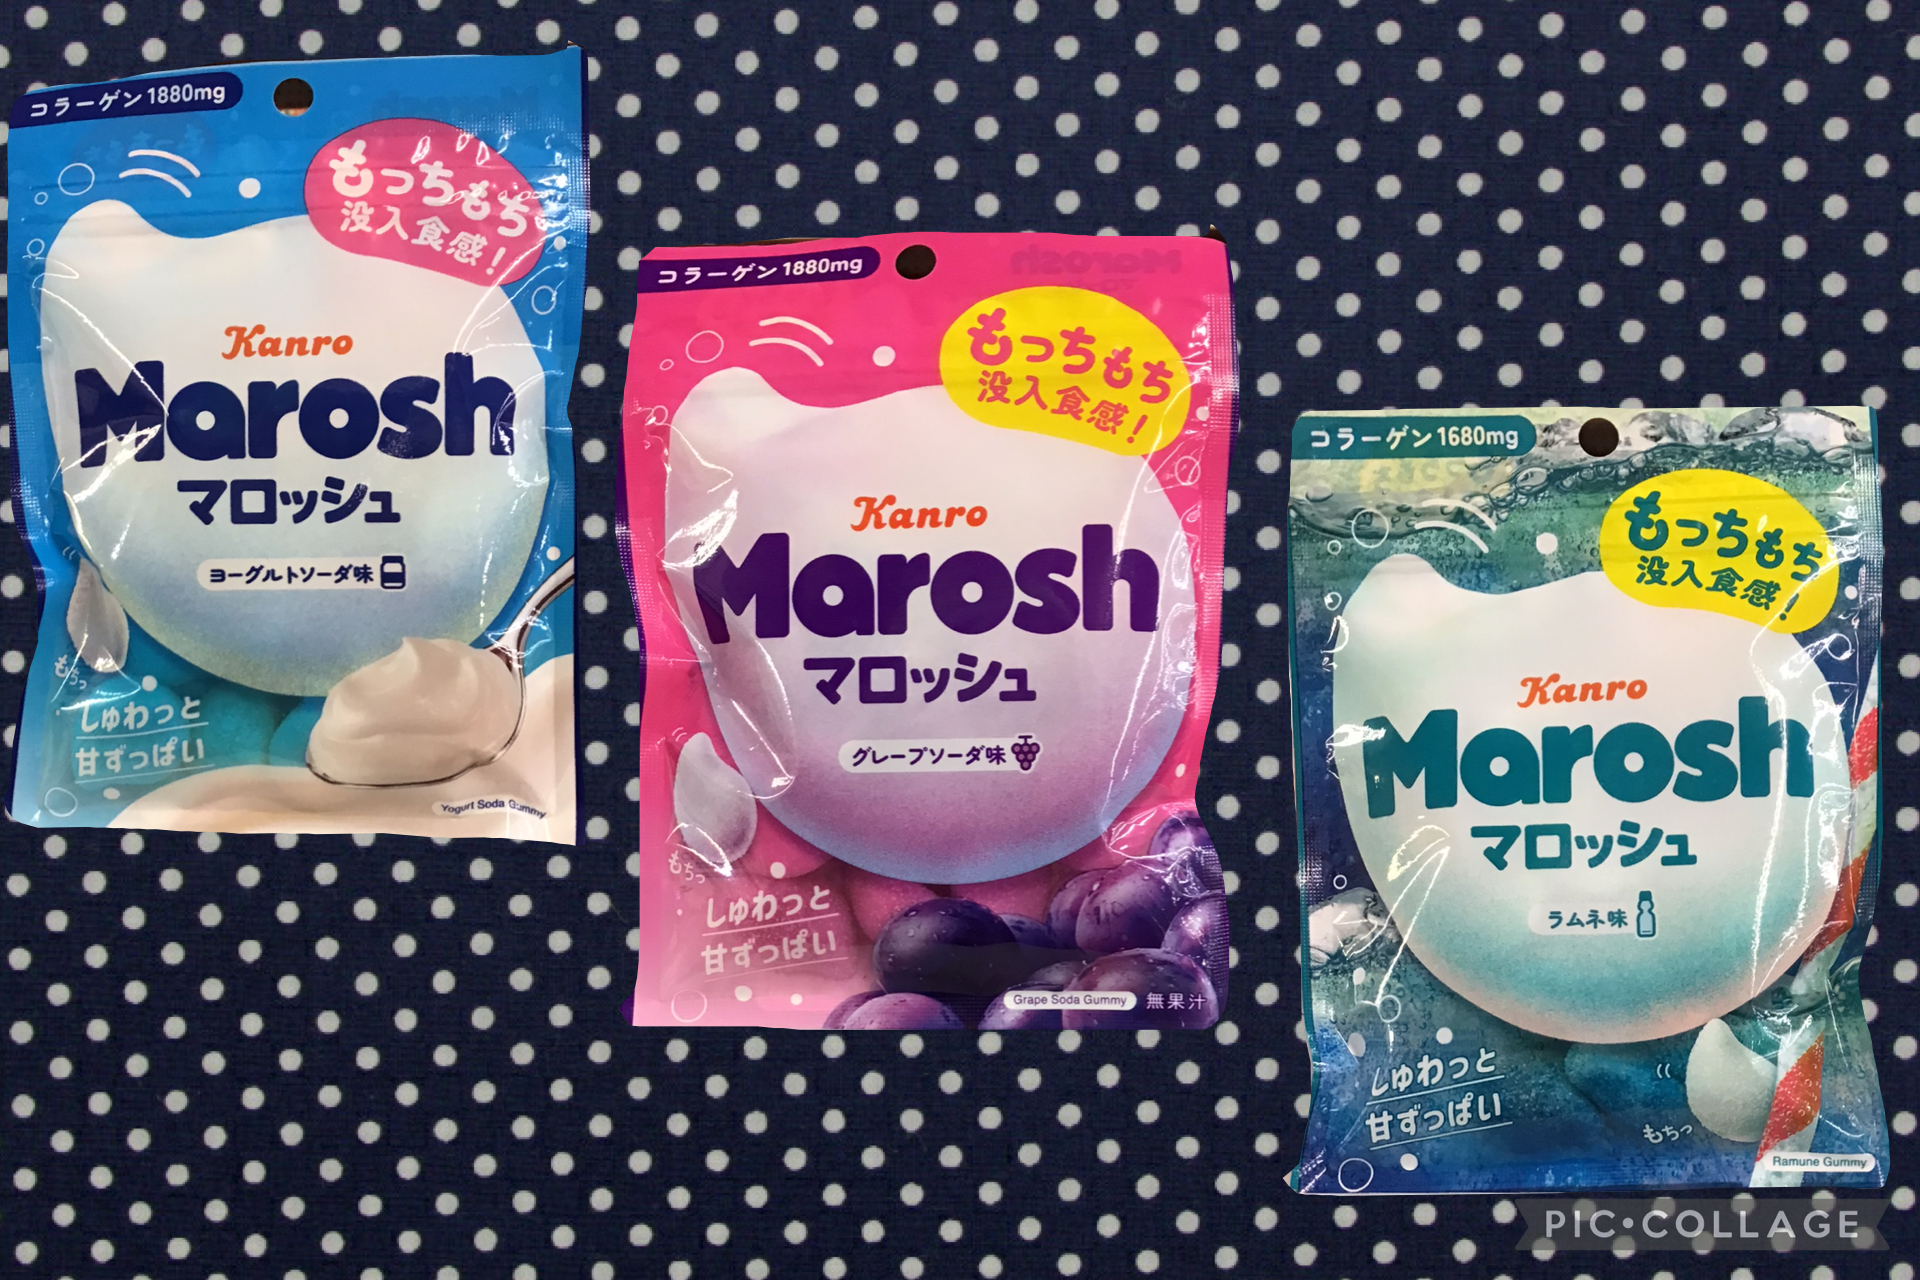 コラーゲン1880mg
もっちもち
没入食感!
Kanro
Marosh
マロッシュ
ヨーグルトソーダ味
もちっ
しゅわっと
甘ずっぱい
Yogurt Soda Gummy
コラーゲン1880mg
もっちもち
没入食感!
Kanro
Marosh
マロッシュ
グレープソーダ味
もちっ
しゅわっと
甘ずっぱい
Grape Soda Gummy 無果汁
コラーゲン1680mg
もっちもち
没入食感!
Kanro
Marosh
マロッシュ
ラムネ味
しゅわっと
甘ずっぱい
もちっ
Ramune Gummy
PIC•COLLAGE